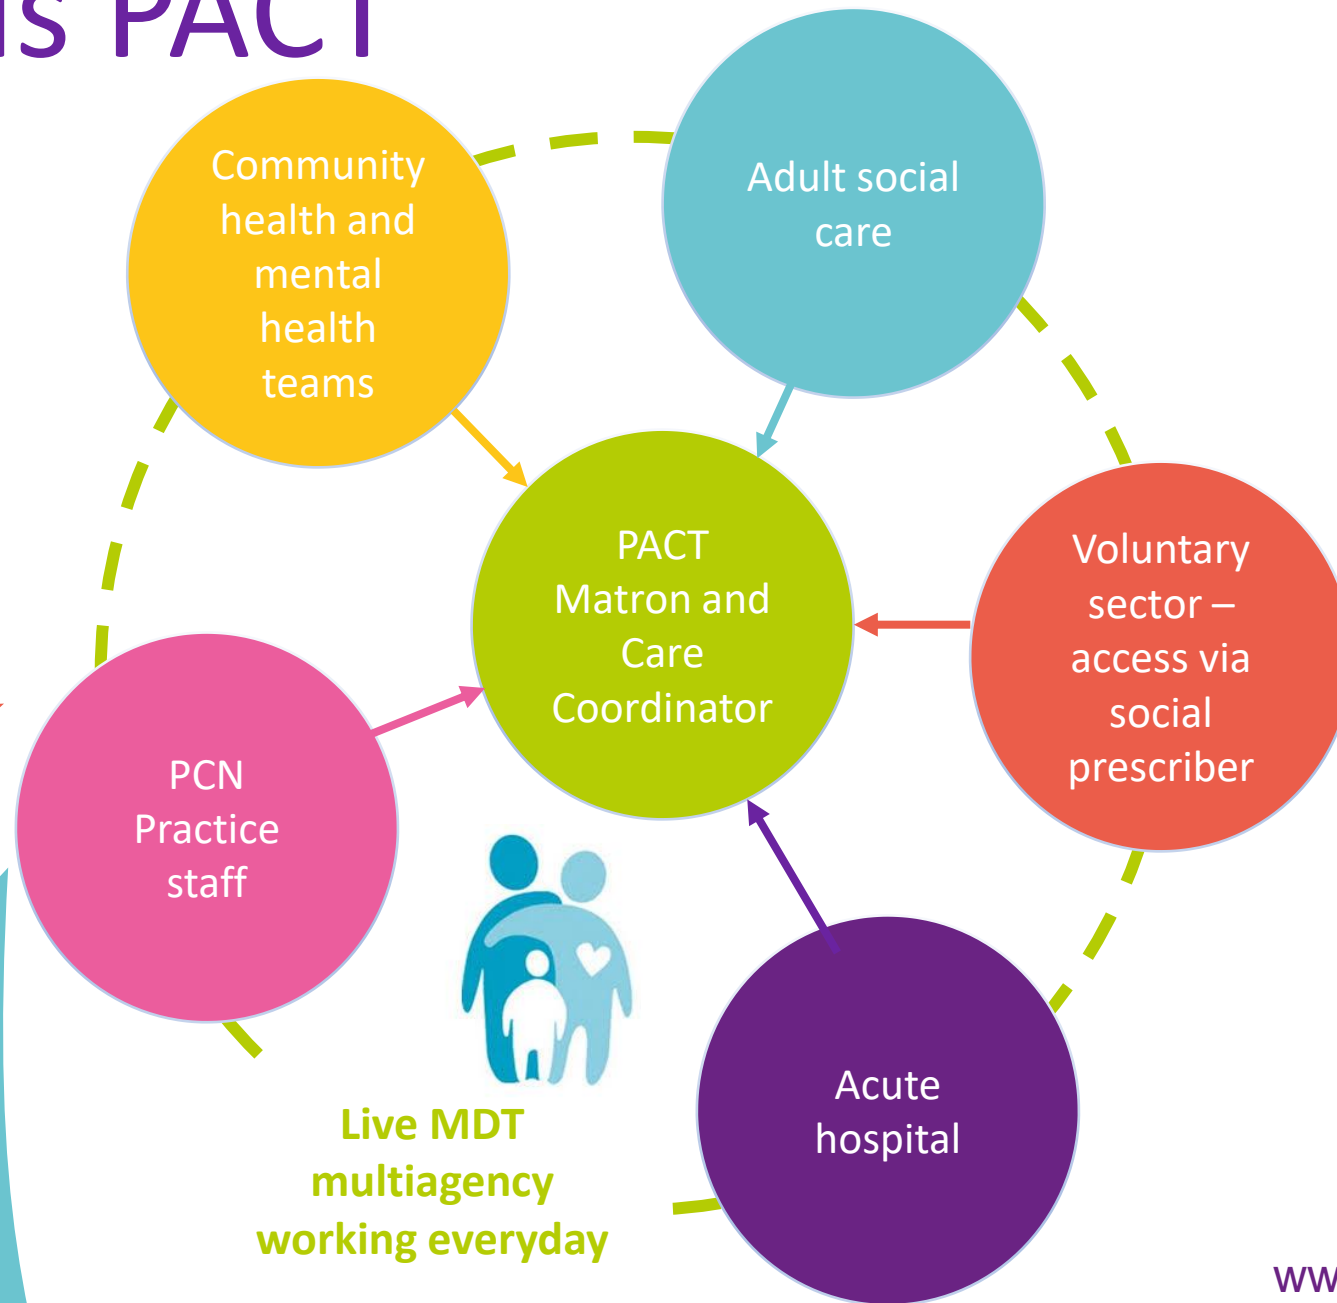 is PACT
Community
health and
mental
health
teams
Adult social
care
PACT
Matron and
Care
Coordinator
Voluntary
sector –
access via
social
prescriber
PCN
Practice
staff
Acute
hospital
Live MDT
multiagency
working everyday